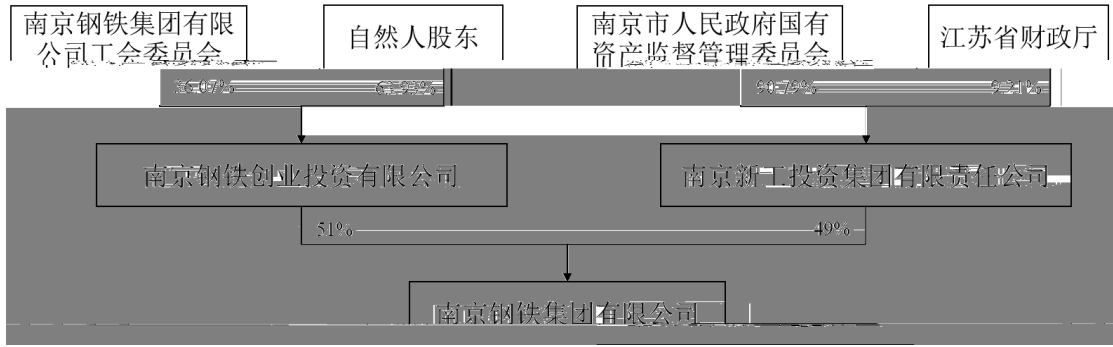 南京钢铁集团有限
公司工会委员会
自然人股东
南京市人民政府国有
资产监督管理委员会
江苏省财政厅
90.79%
9.21%
南京钢铁创业投资有限公司
南京新工投资集团有限责任公司
51%
49%
南京钢铁集团有限公司